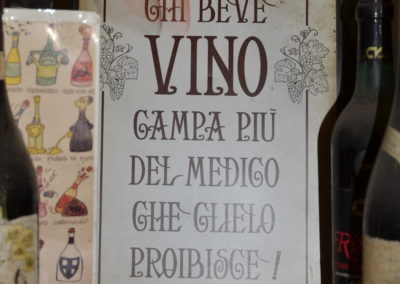 CHI BEVE
VINO
CAMPA PIÙ
DEL MEDICO
CHE GLIELO
PROIBISCE!